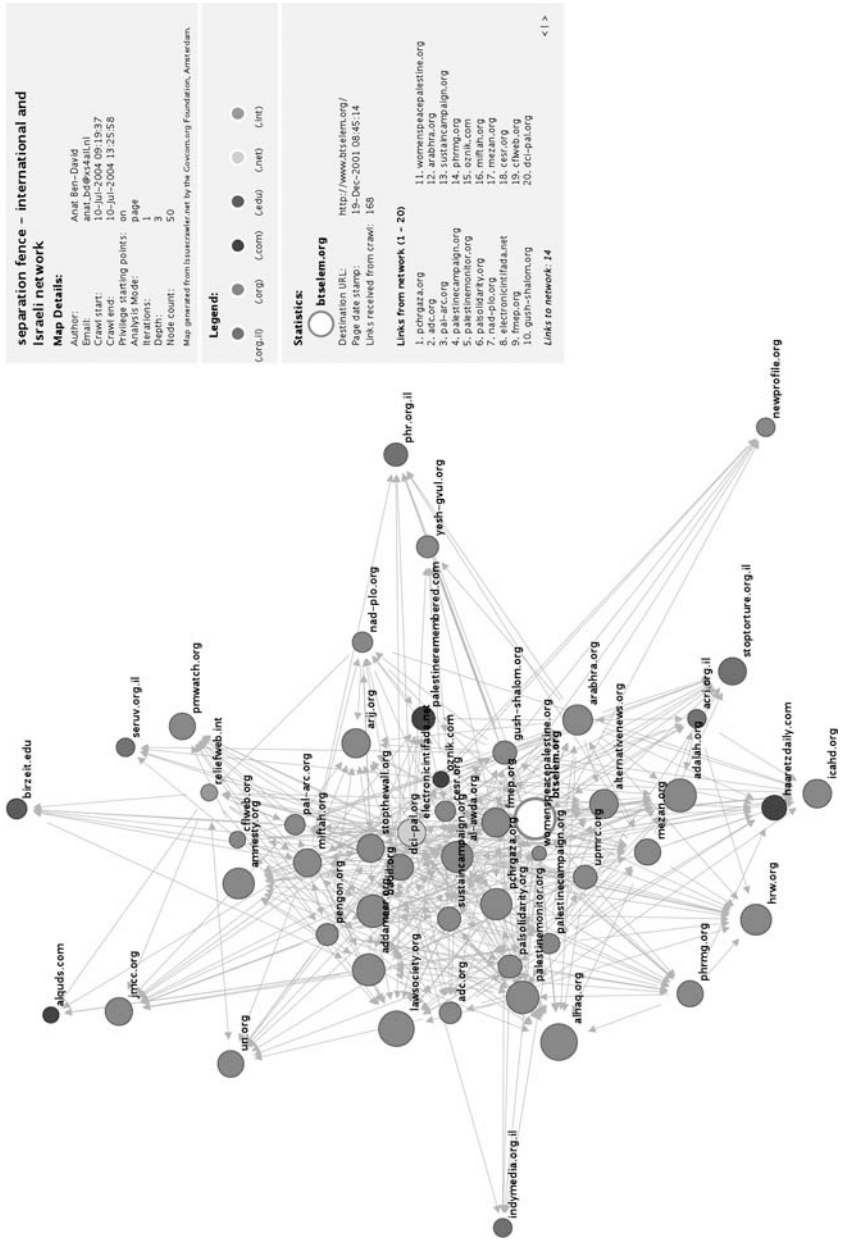 separation fence – international and
Israeli network
Map Details:
Author: Anat Ben-David
Email: anat_bd@xs4all.nl
Crawl start: 10-Jul-2004 09:19:37
Crawl end: 10-Jul-2004 13:25:58
Privilege starting points: on
Analysis Mode: page
Iterations: 1
Depth: 3
Node count: 50
Map generated from Issuecrawler.net by the Govcom.org Foundation, Amsterdam.
Legend:
(.org.il) (.org) (.com) (.edu) (.net) (.int)
Statistics:
btselem.org
Destination URL: http://www.btselem.org/
Page date stamp: 19-Dec-2001 08:45:14
Links received from crawl: 168
Links from network (1 – 20)
1. pchrgaza.org
2. adc.org
3. pal-arc.org
4. palestinecampaign.org
5. palestinemonitor.org
6. palsolidarity.org
7. nad-plo.org
8. electronicintifada.net
9. fmep.org
10. gush-shalom.org
11. womenspeacepalestine.org
12. arabhra.org
13. sustaincampaign.org
14. phrmg.org
15. oznik.com
16. miftah.org
17. mezan.org
18. cesr.org
19. cflweb.org
20. dci-pal.org
Links to network: 14
< | >
birzeit.edu
alquds.com
seruv.org.il
jmcc.org
pmwatch.org
reliefweb.int
un.org
cflweb.org
amnesty.org
pal-arc.org
miftah.org
pengon.org
nad-plo.org
arij.org
stopthewall.org
addameer.org
lawsociety.org
dci-pal.org
electronicintifada.net
palestineremembered.com
phr.org.il
yesh-gvul.org
oznik.com
cesr.org
sustaincampaign.org
al-awda.org
adc.org
gush-shalom.org
fmep.org
pchrgaza.org
palsolidarity.org
palestinemonitor.org
indymedia.org.il
womenspeacepalestine.org
btselem.org
palestinecampaign.org
alhaq.org
arabhra.org
alternativenews.org
upmrc.org
mezan.org
adalah.org
acri.org.il
stoptorture.org.il
phrmg.org
hrw.org
haaretzdaily.com
icahd.org
newprofile.org